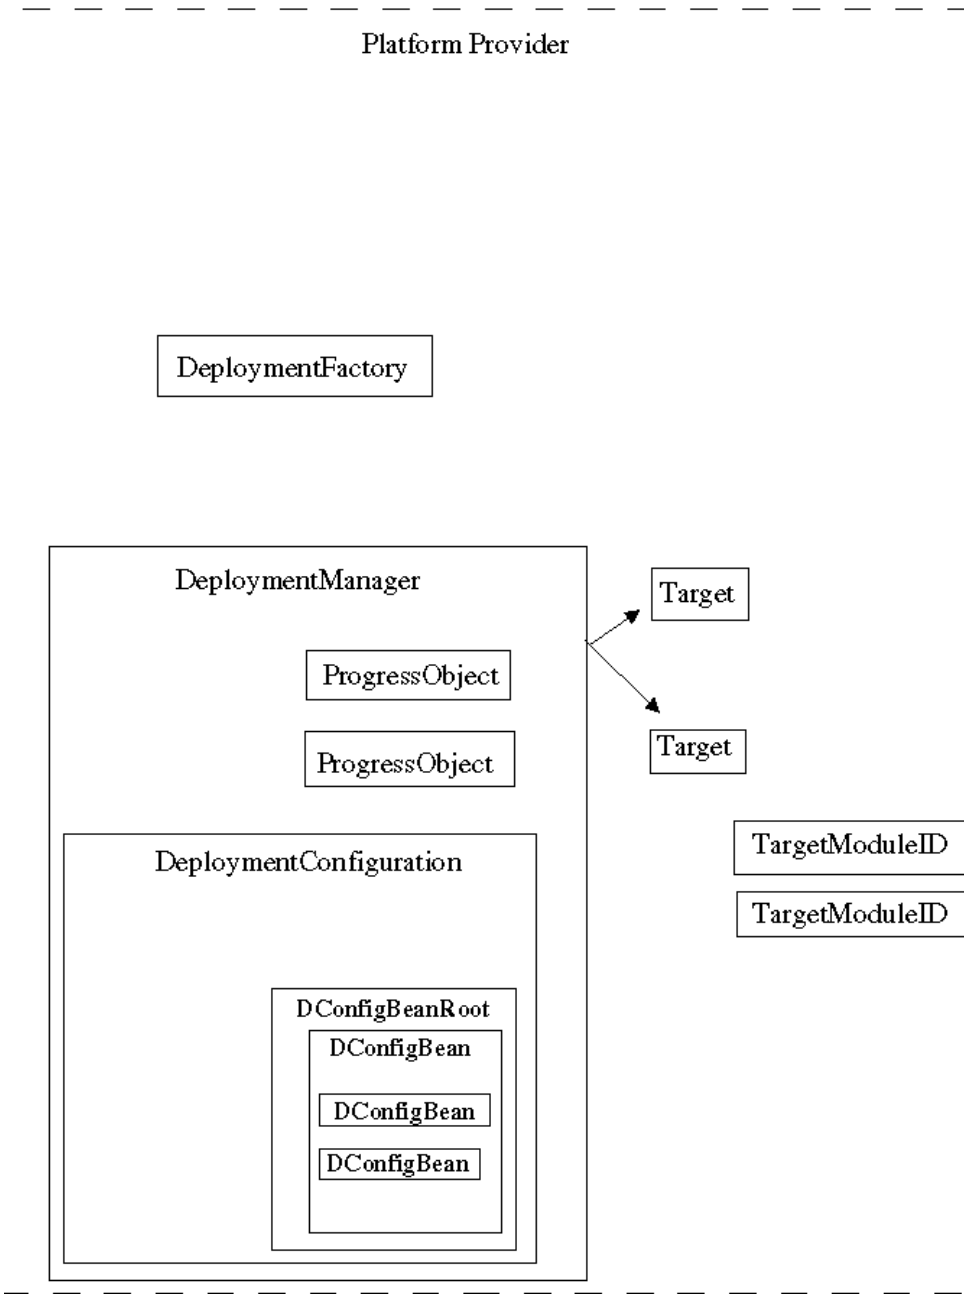 Platform Provider
DeploymentFactory
DeploymentManager
Target
ProgressObject
Target
ProgressObject
DeploymentConfiguration
TargetModuleID
TargetModuleID
DConfigBeanRoot
DConfigBean
DConfigBean
DConfigBean